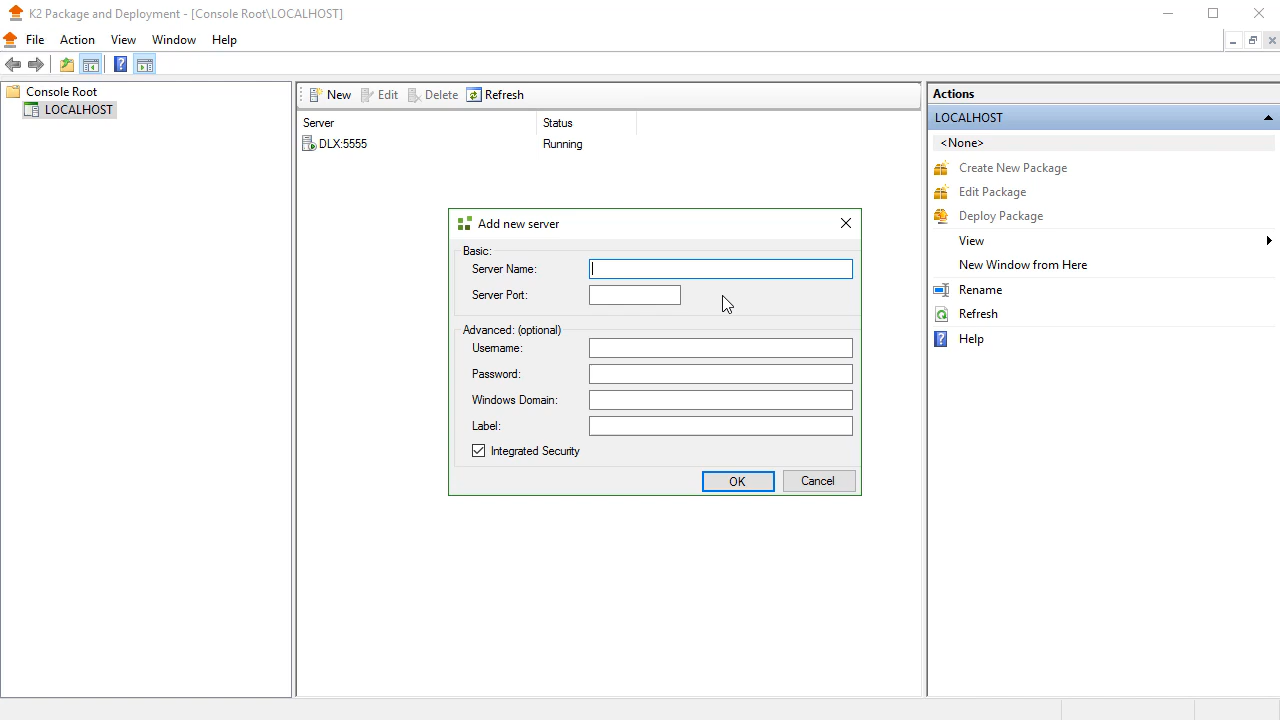 K2 Package and Deployment - [Console Root\LOCALHOST]
File Action View Window Help
Console Root
LOCALHOST
New Edit Delete Refresh
Server Status
DLX:5555 Running
Add new server
Basic:
Server Name:
Server Port:
Advanced: (optional)
Username:
Password:
Windows Domain:
Label:
Integrated Security
OK Cancel
Actions
LOCALHOST
<None>
Create New Package
Edit Package
Deploy Package
View
New Window from Here
Rename
Refresh
Help